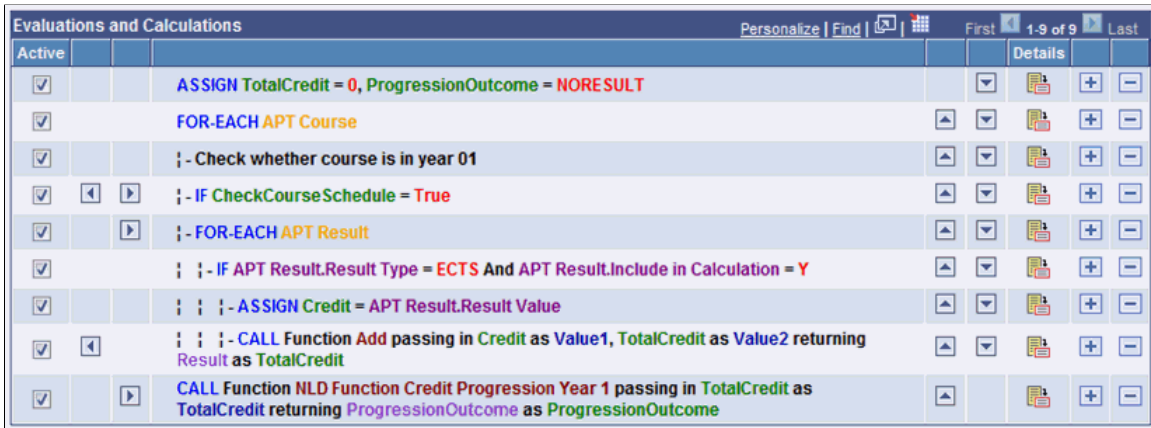 Evaluations and Calculations Personalize | Find | | First 1-9 of 9 Last
Active Details
ASSIGN TotalCredit = 0, ProgressionOutcome = NORESULT
FOR-EACH APT Course
¦ - Check whether course is in year 01
¦ - IF CheckCourseSchedule = True
¦ - FOR-EACH APT Result
¦ ¦ - IF APT Result.Result Type = ECTS And APT Result.Include in Calculation = Y
¦ ¦ ¦ - ASSIGN Credit = APT Result.Result Value
¦ ¦ ¦ - CALL Function Add passing in Credit as Value1, TotalCredit as Value2 returning
Result as TotalCredit
CALL Function NLD Function Credit Progression Year 1 passing in TotalCredit as
TotalCredit returning ProgressionOutcome as ProgressionOutcome